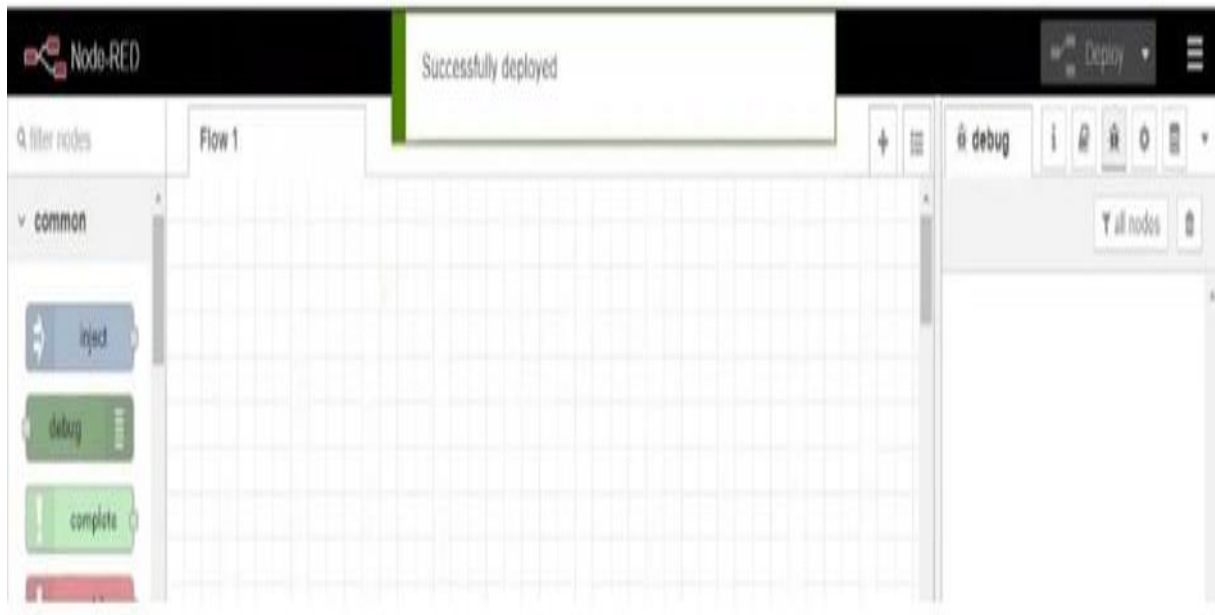 Node-RED
Successfully deployed
Deploy
filter nodes
Flow 1
debug
i
all nodes
common
inject
debug
complete